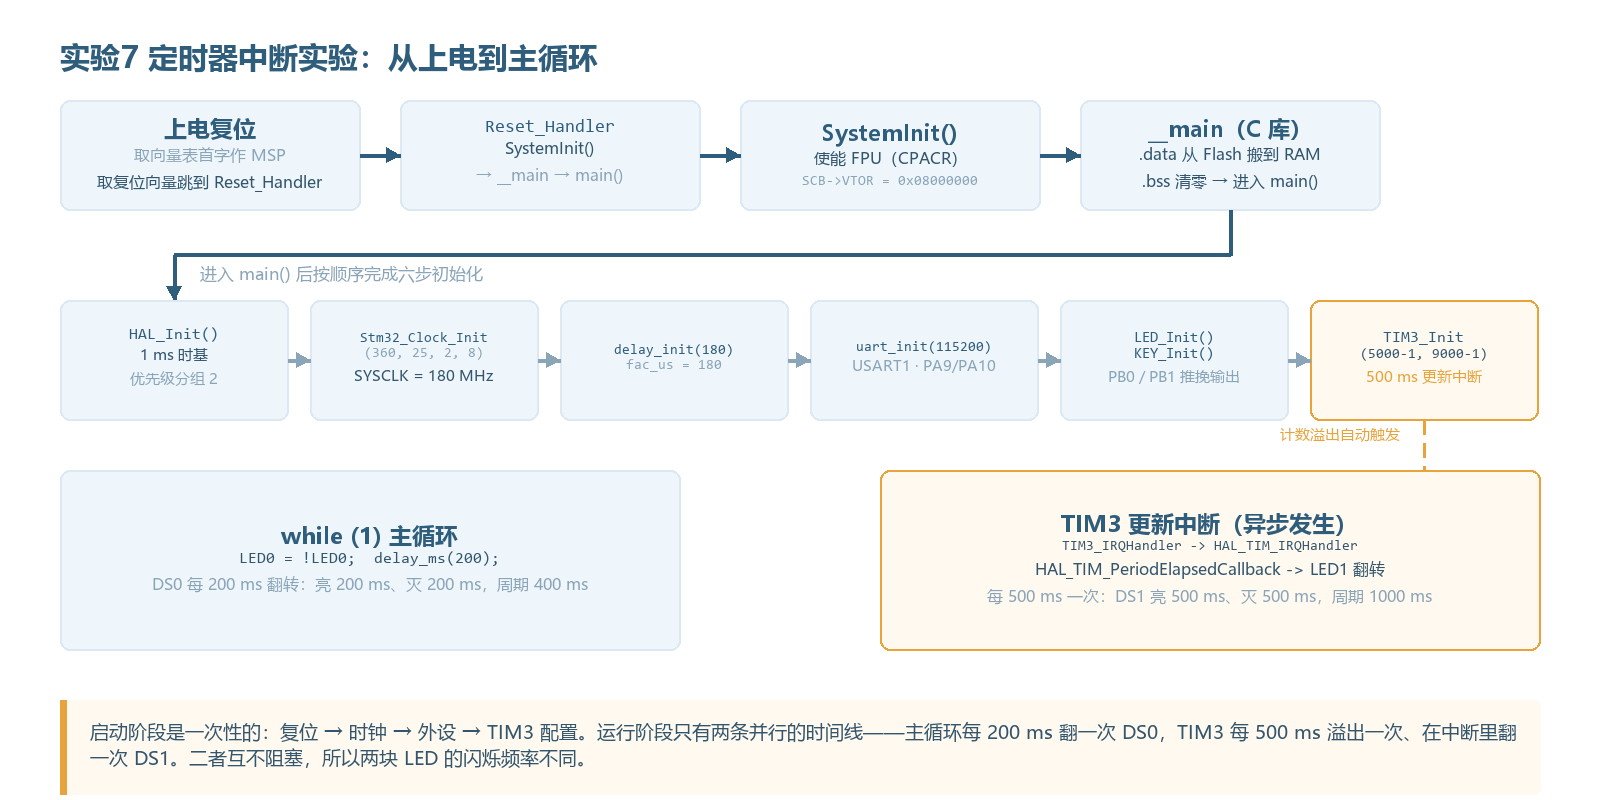 实验7 定时器中断实验：从上电到主循环
上电复位
取向量表首字作 MSP
取复位向量跳到 Reset_Handler
Reset_Handler
SystemInit()
→ __main → main()
SystemInit()
使能 FPU（CPACR）
SCB->VTOR = 0x08000000
__main（C 库）
.data 从 Flash 搬到 RAM
.bss 清零 → 进入 main()
进入 main() 后按顺序完成六步初始化
HAL_Init()
1 ms 时基
优先级分组 2
Stm32_Clock_Init
(360, 25, 2, 8)
SYSCLK = 180 MHz
delay_init(180)
fac_us = 180
uart_init(115200)
USART1 · PA9/PA10
LED_Init()
KEY_Init()
PB0 / PB1 推挽输出
TIM3_Init
(5000-1, 9000-1)
500 ms 更新中断
计数溢出自动触发
while (1) 主循环
LED0 = !LED0;  delay_ms(200);
DS0 每 200 ms 翻转：亮 200 ms、灭 200 ms，周期 400 ms
TIM3 更新中断（异步发生）
TIM3_IRQHandler -> HAL_TIM_IRQHandler
HAL_TIM_PeriodElapsedCallback -> LED1 翻转
每 500 ms 一次：DS1 亮 500 ms、灭 500 ms，周期 1000 ms
启动阶段是一次性的：复位 → 时钟 → 外设 → TIM3 配置。运行阶段只有两条并行的时间线——主循环每 200 ms 翻一次 DS0，TIM3 每 500 ms 溢出一次、在中断里翻
一次 DS1。二者互不阻塞，所以两块 LED 的闪烁频率不同。